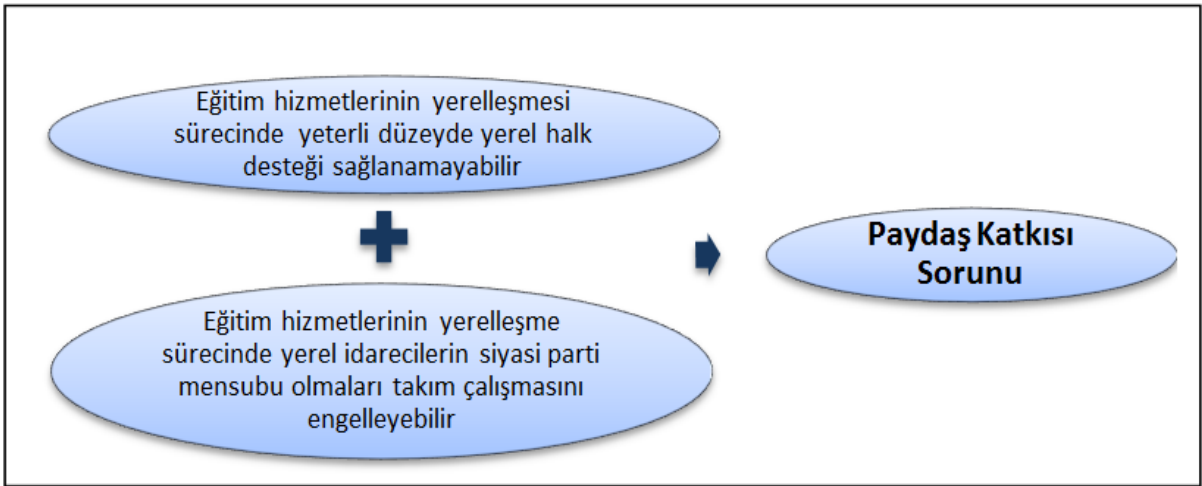 Eğitim hizmetlerinin yerelleşmesi
sürecinde yeterli düzeyde yerel halk
desteği sağlanamayabilir
Eğitim hizmetlerinin yerelleşme
sürecinde yerel idarecilerin siyasi parti
mensubu olmaları takım çalışmasını
engelleyebilir
Paydaş Katkısı
Sorunu